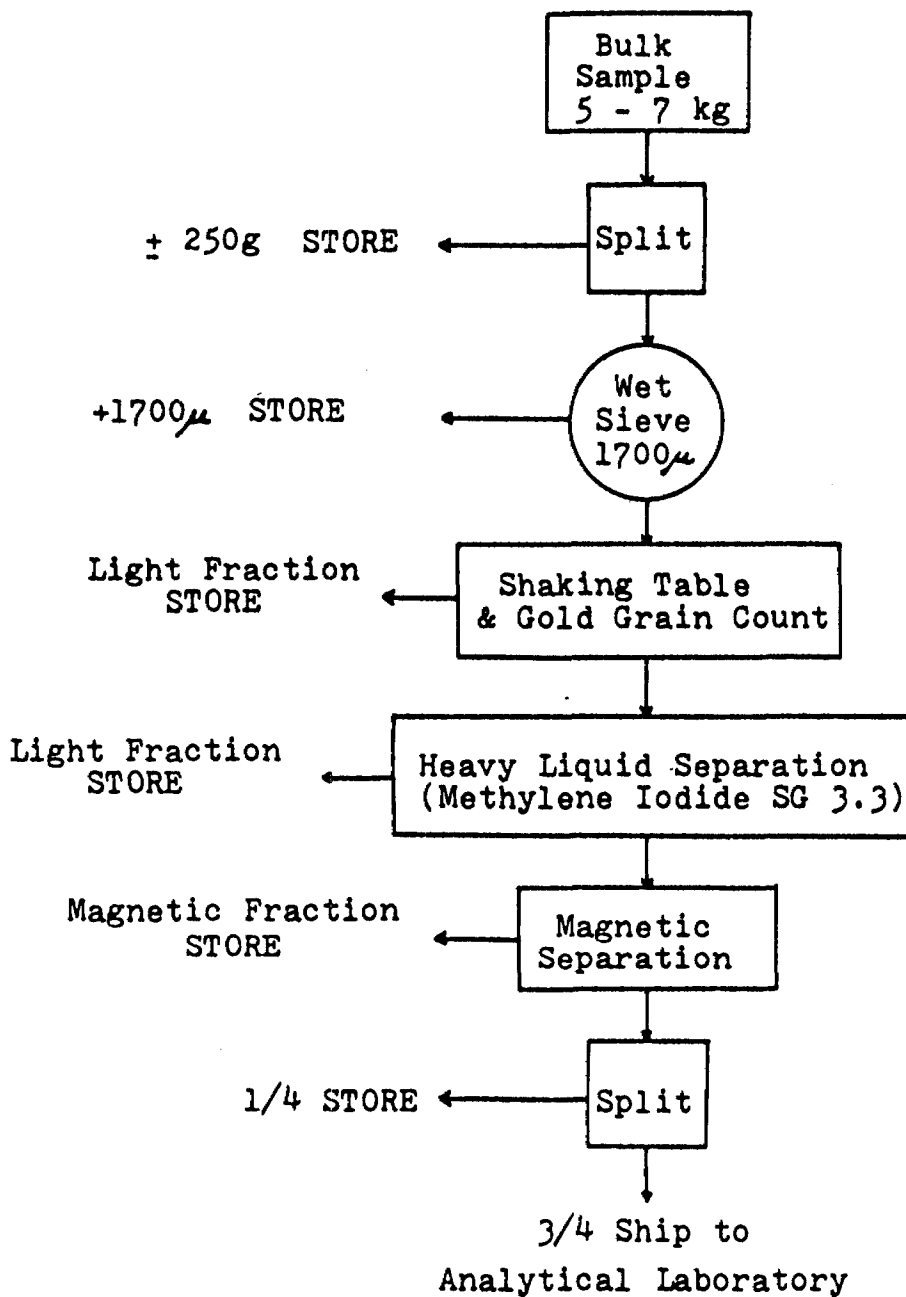 Bulk
Sample
5 - 7 kg
± 250g STORE
Split
+1700µ STORE
Wet
Sieve
1700µ
Light Fraction
STORE
Shaking Table
& Gold Grain Count
Light Fraction
STORE
Heavy Liquid Separation
(Methylene Iodide SG 3.3)
Magnetic Fraction
STORE
Magnetic
Separation
1/4 STORE
Split
3/4 Ship to
Analytical Laboratory